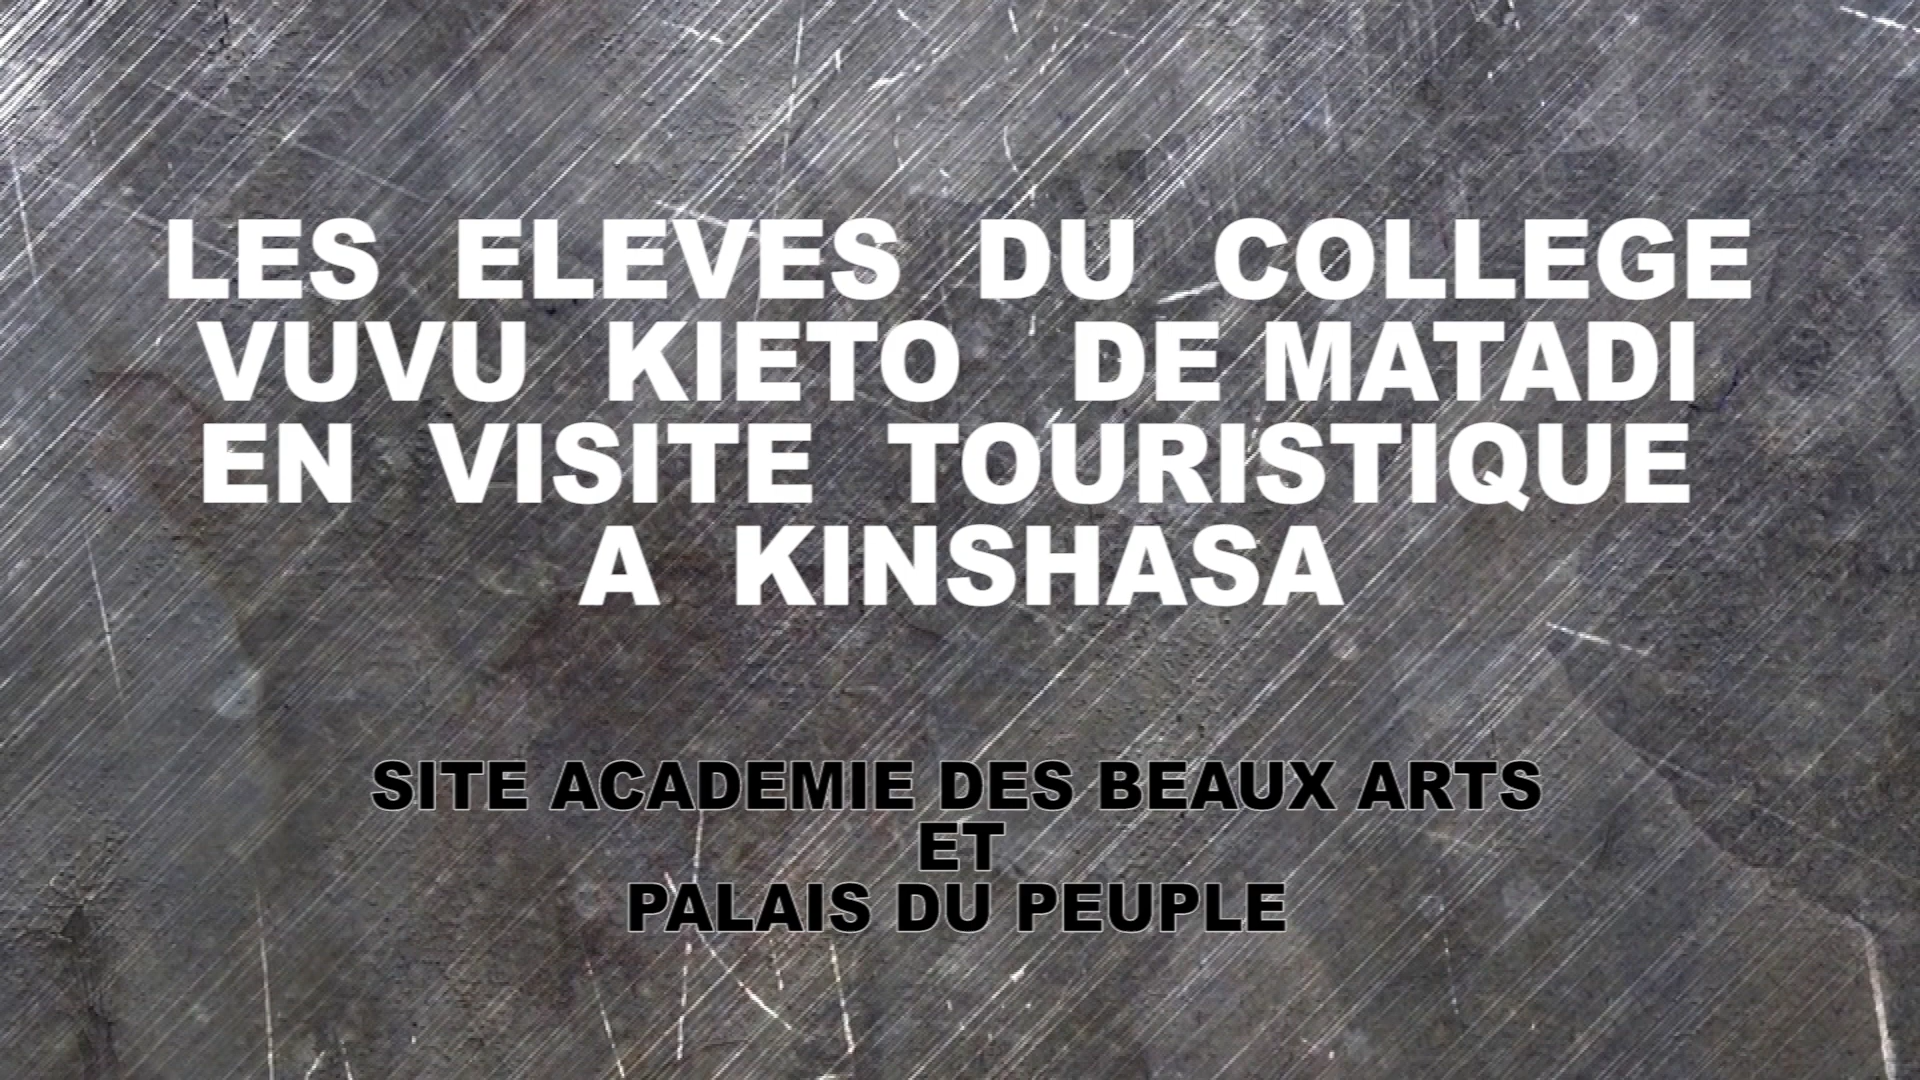 LES ELEVES DU COLLEGE
VUVU KIETO DE MATADI
EN VISITE TOURISTIQUE
A KINSHASA
SITE ACADEMIE DES BEAUX ARTS
ET
PALAIS DU PEUPLE